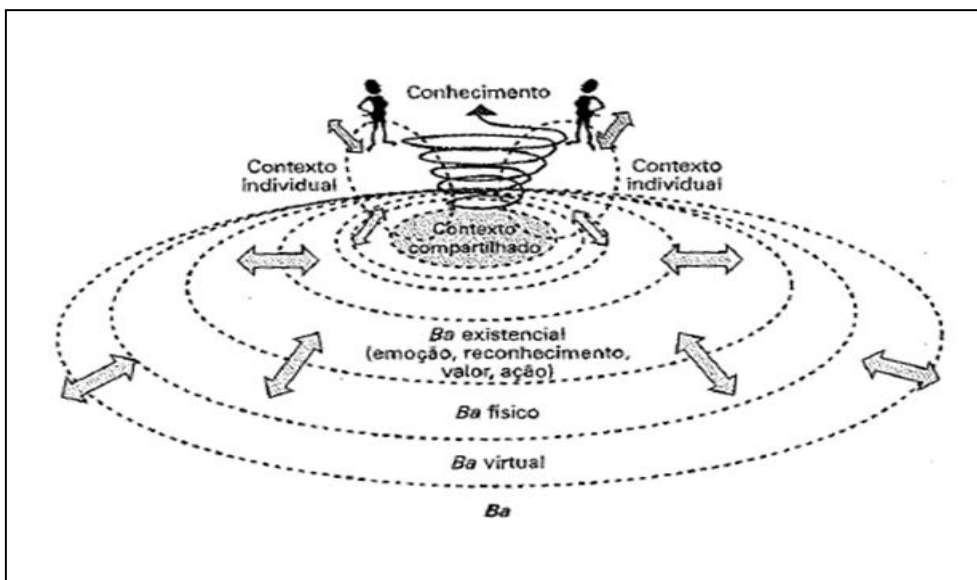 Conhecimento
Contexto
individual
Contexto
individual
Contexto
compartilhado
Ba existencial
(emoção, reconhecimento,
valor, ação)
Ba físico
Ba virtual
Ba